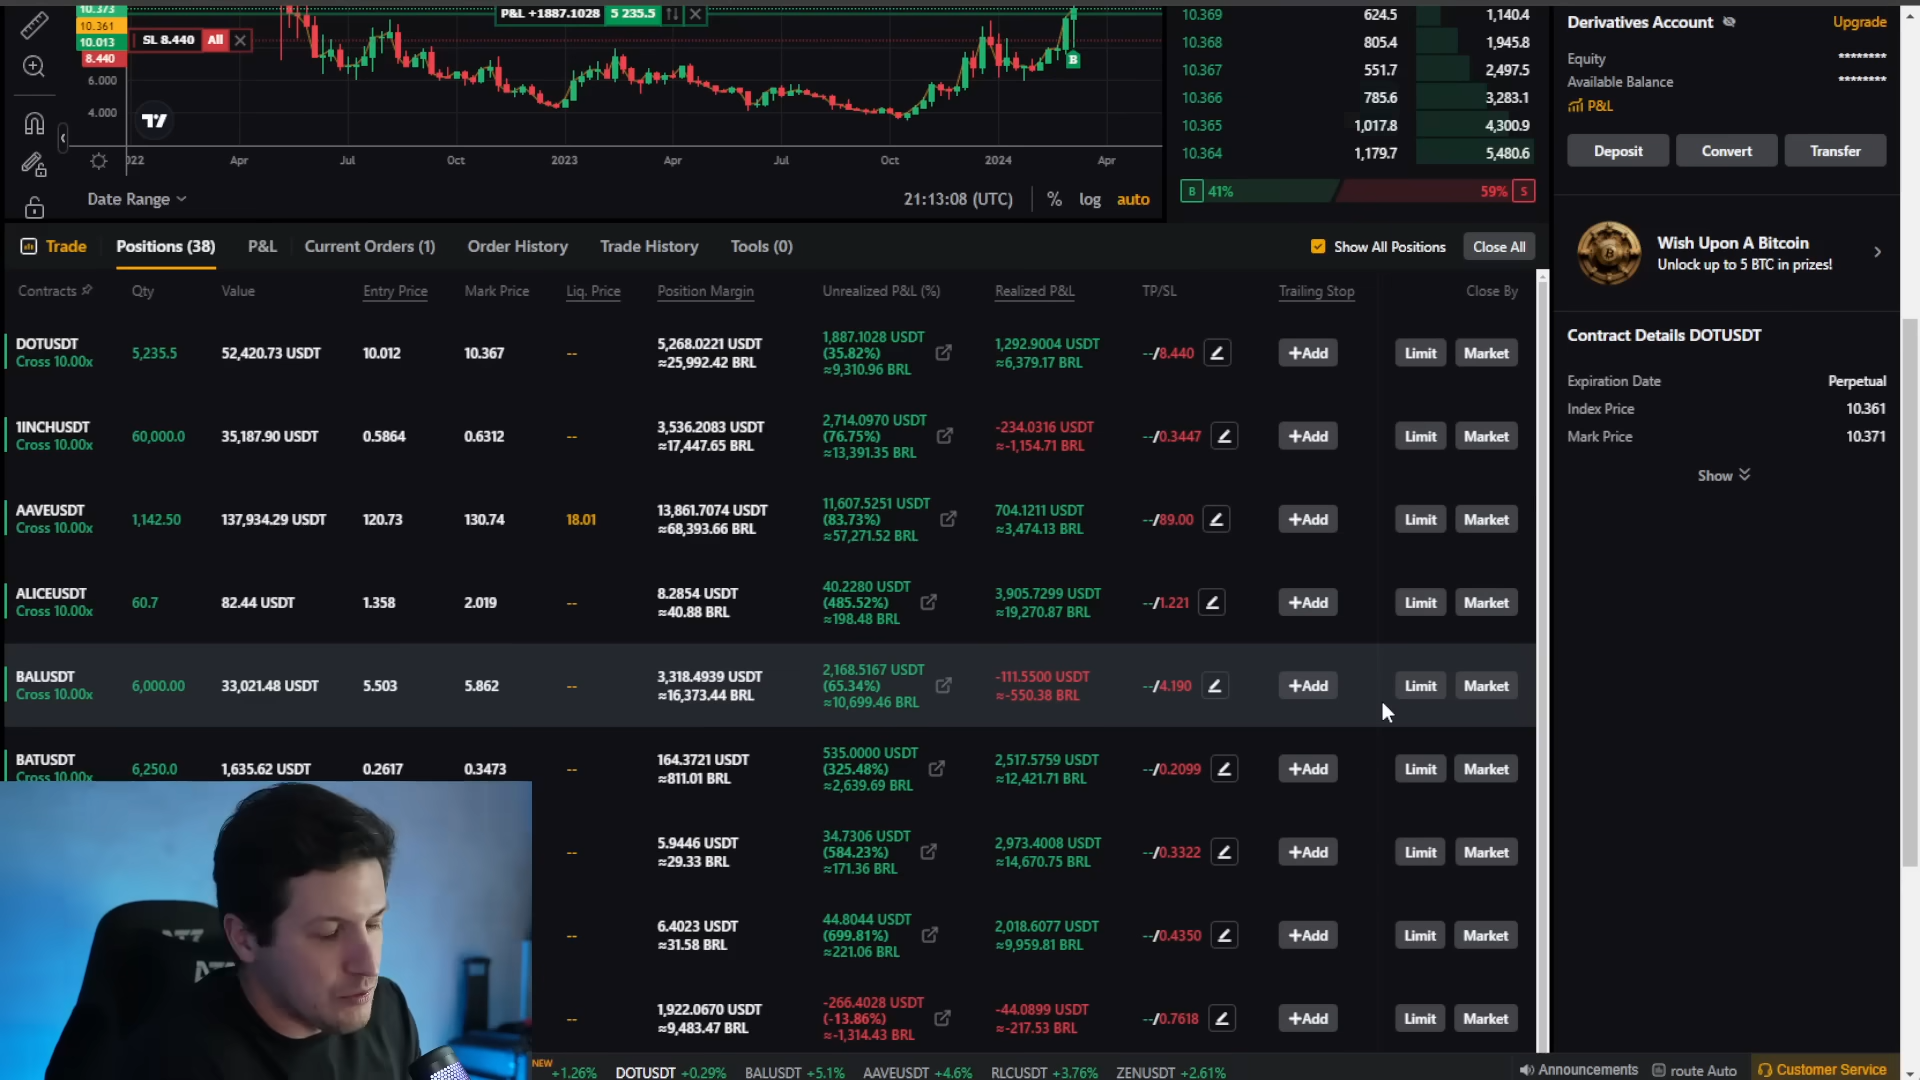 10.373
10.361
10.013
8.440
SL 8.440 All
6.000
4.000
P&L +1887.1028 5 235.5
B
2022 Apr Jul Oct 2023 Apr Jul Oct 2024 Apr
Date Range
21:13:08 (UTC) % log auto
10.369 624.5 1,140.4
10.368 805.4 1,945.8
10.367 551.7 2,497.5
10.366 785.6 3,283.1
10.365 1,017.8 4,300.9
10.364 1,179.7 5,480.6
B 41% 59% S
Derivatives Account Upgrade
Equity ********
Available Balance ********
P&L
Deposit Convert Transfer
Wish Upon A Bitcoin
Unlock up to 5 BTC in prizes!
Contract Details DOTUSDT
Expiration Date Perpetual
Index Price 10.361
Mark Price 10.371
Show
Trade Positions (38) P&L Current Orders (1) Order History Trade History Tools (0) Show All Positions Close All
Contracts Qty Value Entry Price Mark Price Liq. Price Position Margin Unrealized P&L (%) Realized P&L TP/SL Trailing Stop Close By
DOTUSDT
Cross 10.00x
5,235.5 52,420.73 USDT 10.012 10.367 --
5,268.0221 USDT
≈25,992.42 BRL
1,887.1028 USDT
(35.82%)
≈9,310.96 BRL
1,292.9004 USDT
≈6,379.17 BRL
--/8.440 +Add Limit Market
1INCHUSDT
Cross 10.00x
60,000.0 35,187.90 USDT 0.5864 0.6312 --
3,536.2083 USDT
≈17,447.65 BRL
2,714.0970 USDT
(76.75%)
≈13,391.35 BRL
-234.0316 USDT
≈-1,154.71 BRL
--/0.3447 +Add Limit Market
AAVEUSDT
Cross 10.00x
1,142.50 137,934.29 USDT 120.73 130.74 18.01
13,861.7074 USDT
≈68,393.66 BRL
11,607.5251 USDT
(83.73%)
≈57,271.52 BRL
704.1211 USDT
≈3,474.13 BRL
--/89.00 +Add Limit Market
ALICEUSDT
Cross 10.00x
60.7 82.44 USDT 1.358 2.019 --
8.2854 USDT
≈40.88 BRL
40.2280 USDT
(485.52%)
≈198.48 BRL
3,905.7299 USDT
≈19,270.87 BRL
--/1.221 +Add Limit Market
BALUSDT
Cross 10.00x
6,000.00 33,021.48 USDT 5.503 5.862 --
3,318.4939 USDT
≈16,373.44 BRL
2,168.5167 USDT
(65.34%)
≈10,699.46 BRL
-111.5500 USDT
≈-550.38 BRL
--/4.190 +Add Limit Market
BATUSDT
Cross 10.00x
6,250.0 1,635.62 USDT 0.2617 0.3473 --
164.3721 USDT
≈811.01 BRL
535.0000 USDT
(325.48%)
≈2,639.69 BRL
2,517.5759 USDT
≈12,421.71 BRL
--/0.2099 +Add Limit Market
--
5.9446 USDT
≈29.33 BRL
34.7306 USDT
(584.23%)
≈171.36 BRL
2,973.4008 USDT
≈14,670.75 BRL
--/0.3322 +Add Limit Market
--
6.4023 USDT
≈31.58 BRL
44.8044 USDT
(699.81%)
≈221.06 BRL
2,018.6077 USDT
≈9,959.81 BRL
--/0.4350 +Add Limit Market
--
1,922.0670 USDT
≈9,483.47 BRL
-266.4028 USDT
(-13.86%)
≈-1,314.43 BRL
-44.0899 USDT
≈-217.53 BRL
--/0.7618 +Add Limit Market
NEW
+1.26% DOTUSDT +0.29% BALUSDT +5.1% AAVEUSDT +4.6% RLCUSDT +3.76% ZENUSDT +2.61%
Announcements route Auto Customer Service